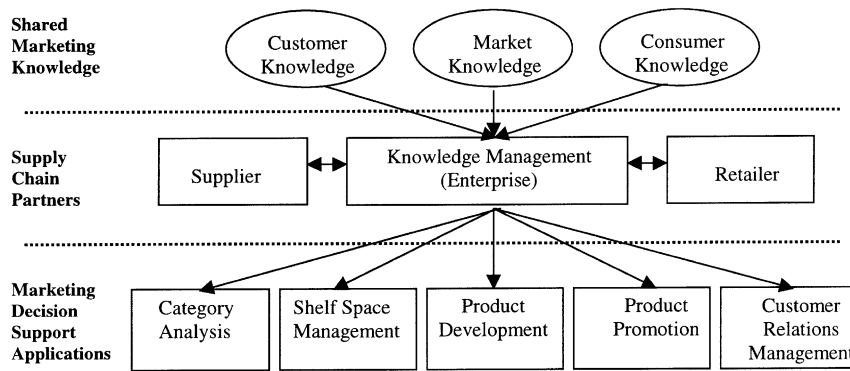 Shared
Marketing
Knowledge
Customer
Knowledge
Market
Knowledge
Consumer
Knowledge
Supply
Chain
Partners
Supplier
Knowledge Management
(Enterprise)
Retailer
Marketing
Decision
Support
Applications
Category
Analysis
Shelf Space
Management
Product
Development
Product
Promotion
Customer
Relations
Management